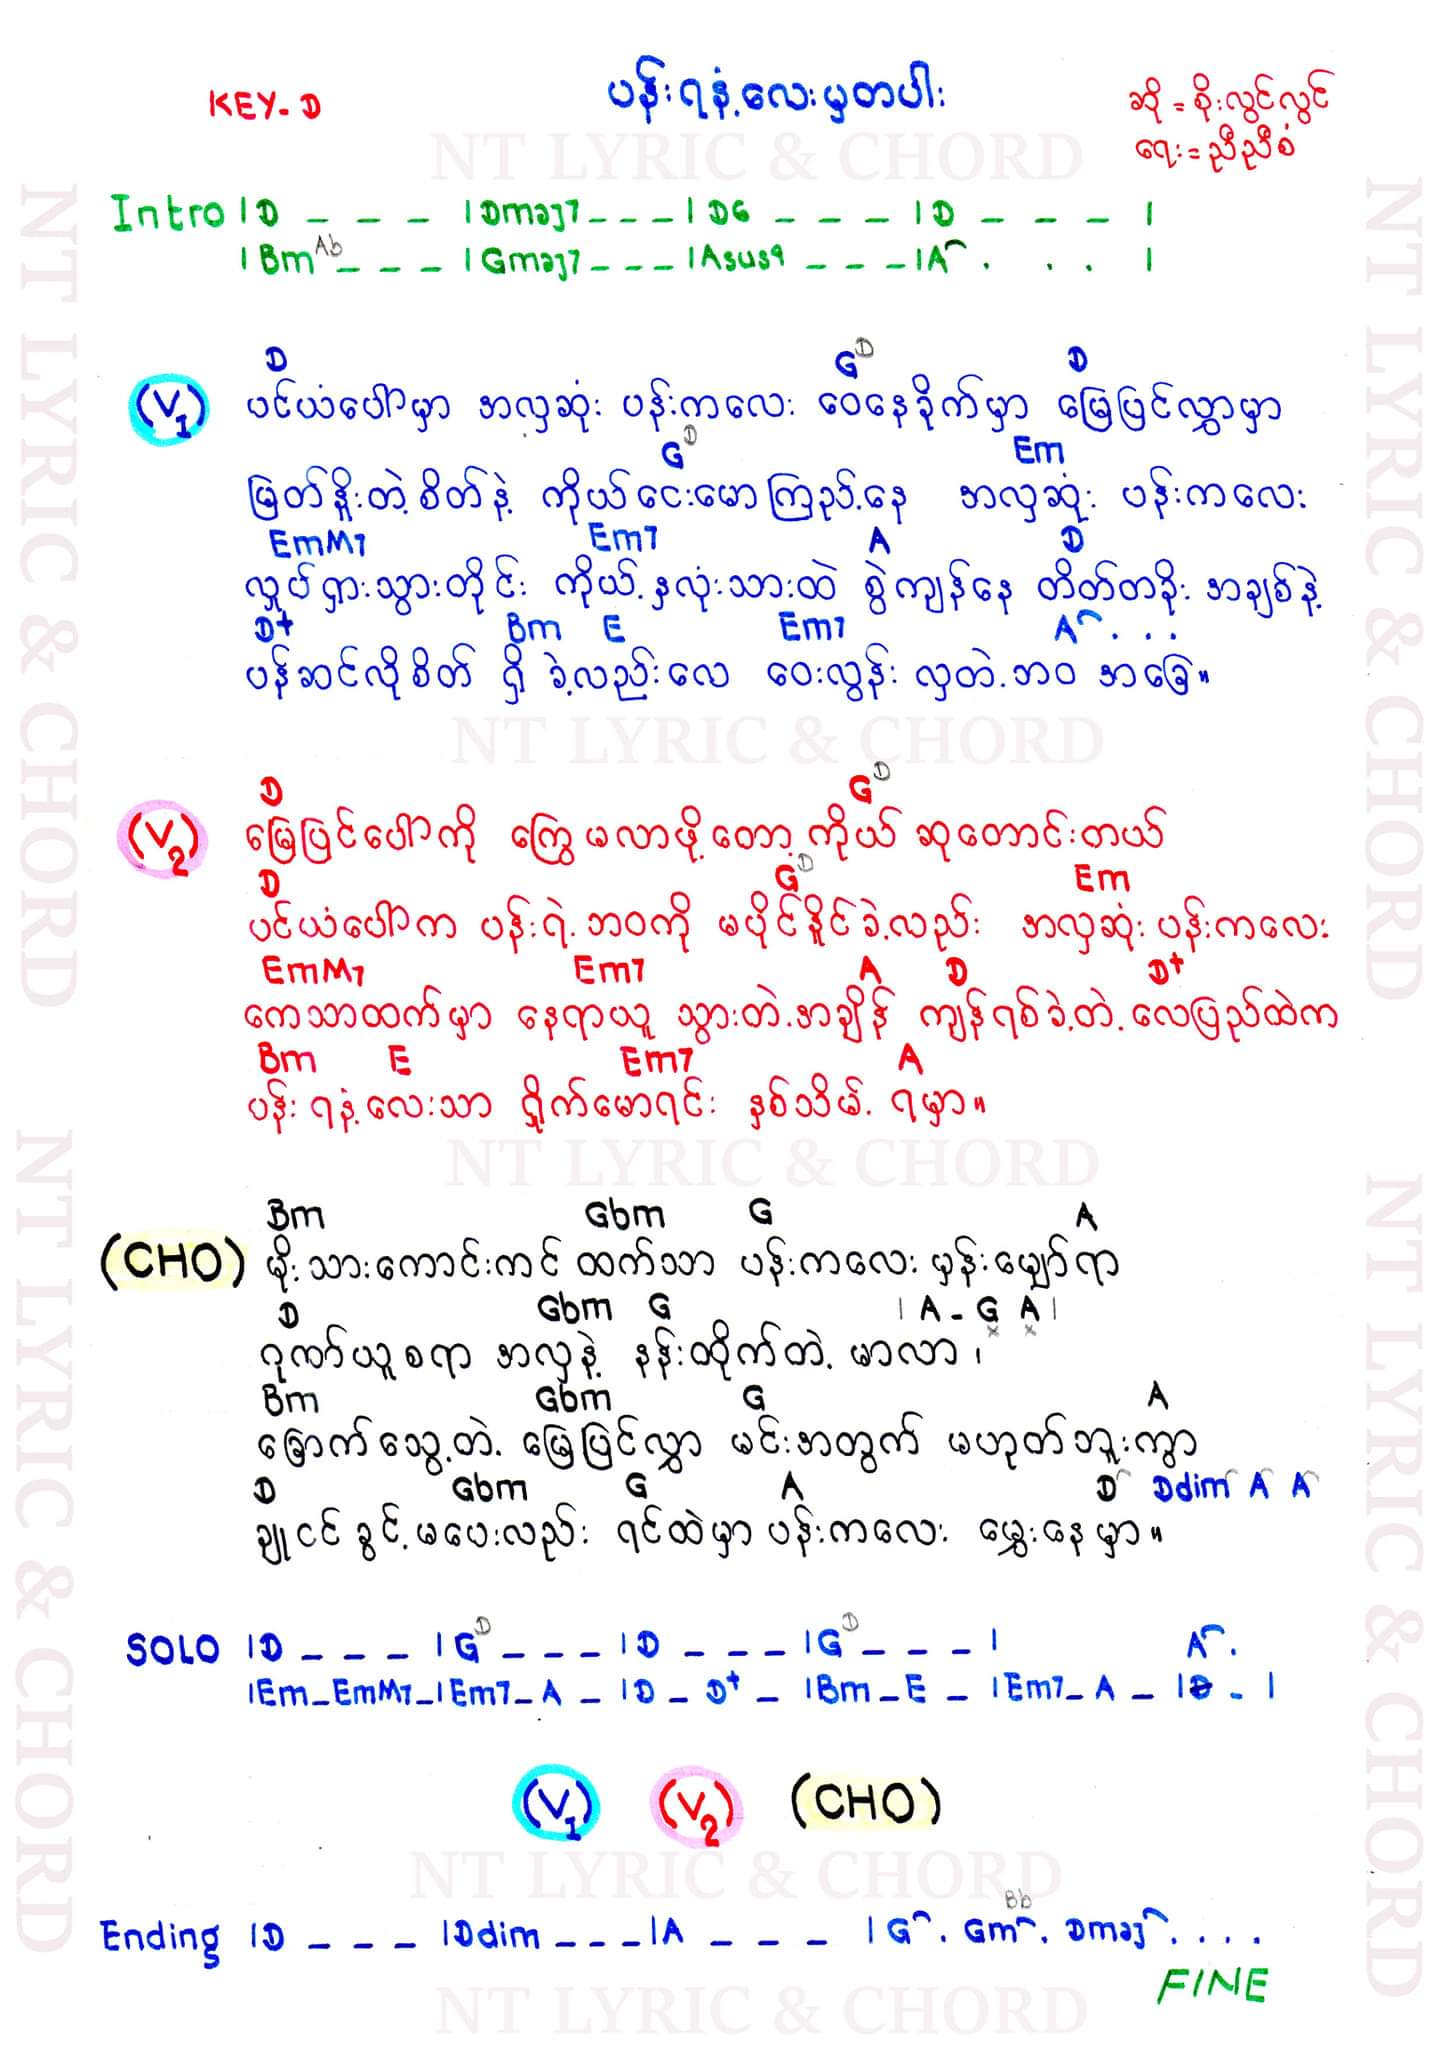 KEY-D
ပန်းရနံ့လေးမှတပါး
ဆို = စိုးလွင်လွင်
ရေး = ညီညီစံ
Intro |D _ _ _ |Dmaj7 _ _ _ |D6 _ _ _ |D _ _ _ |
|Bm Ab _ _ _ |Gmaj7 _ _ _ |Asus4 _ _ _ |A . . . |
D G D D
(V1) ပင်ယံပေါ်မှာ အလှဆုံး ပန်းကလေး ဝေနေခိုက်မှာ မြေပြင်လွှာမှာ
G D Em
မြတ်နိုးတဲ့စိတ်နဲ့ ကိုယ်ငေးမောကြည့်နေ အလှဆုံး ပန်းကလေး
EmM7 Em7 A D
လှုပ်ရှားသွားတိုင်း ကိုယ့်နှလုံးသားထဲ စွဲကျန်နေ တိတ်တခိုး အချစ်နဲ့
D+ Bm E Em7 A . . .
ပန်ဆင်လိုစိတ် ရှိခဲ့လည်းလေ ဝေးလွန်းလှတဲ့ဘဝ အခြေ။
D G D
(V2) မြေပြင်ပေါ်ကို ကြွေမလာဖို့တော့ ကိုယ် ဆုတောင်းတယ်
D G D Em
ပင်ယံပေါ်က ပန်းရဲ့ဘဝကို မပိုင်နိုင်ခဲ့လည်း အလှဆုံး ပန်းကလေး
EmM7 Em7 A D D+
ကေသာထက်မှာ နေရာယူ သွားတဲ့အချိန် ကျန်ရစ်ခဲ့တဲ့လေပြည်ထဲက
Bm E Em7 A
ပန်းရနံ့လေးသာ ရှိုက်မောရင်း နှစ်သိမ့်ရမှာ။
Bm Gbm G A
(CHO) မိုးသားကောင်းကင် ထက်သာ ပန်းကလေး မှန်းမျှော်ရာ
D Gbm G | A - G A |
ဂုဏ်ယူစရာ အလှနဲ့ နန်းထိုက်တဲ့ မာလာ၊
Bm Gbm G A
ခြောက်သွေ့တဲ့ မြေပြင်လွှာ မင်းအတွက် မဟုတ်ဘူးကွာ
D Gbm G A D Ddim A A
ချူငင်ခွင့်မပေးလည်း ရင်ထဲမှာ ပန်းကလေး မွှေးနေမှာ။
SOLO |D _ _ _ |G D _ _ _ |D _ _ _ |G D _ _ _ | A .
|Em _ EmM7 _ |Em7 _ A _ |D _ D+ _ |Bm _ E _ |Em7 _ A _ |D _ |
(V1) (V2) (CHO)
Ending |D _ _ _ |Ddim _ _ _ |A _ _ _ |G . Gm Bb . Dmaj . . . .
FINE
NT LYRIC & CHORD
NT LYRIC & CHORD
NT LYRIC & CHORD
NT LYRIC & CHORD
NT LYRIC & CHORD
NT LYRIC & CHORD
NT LYRIC & CHORD
NT LYRIC & CHORD
NT LYRIC & CHORD